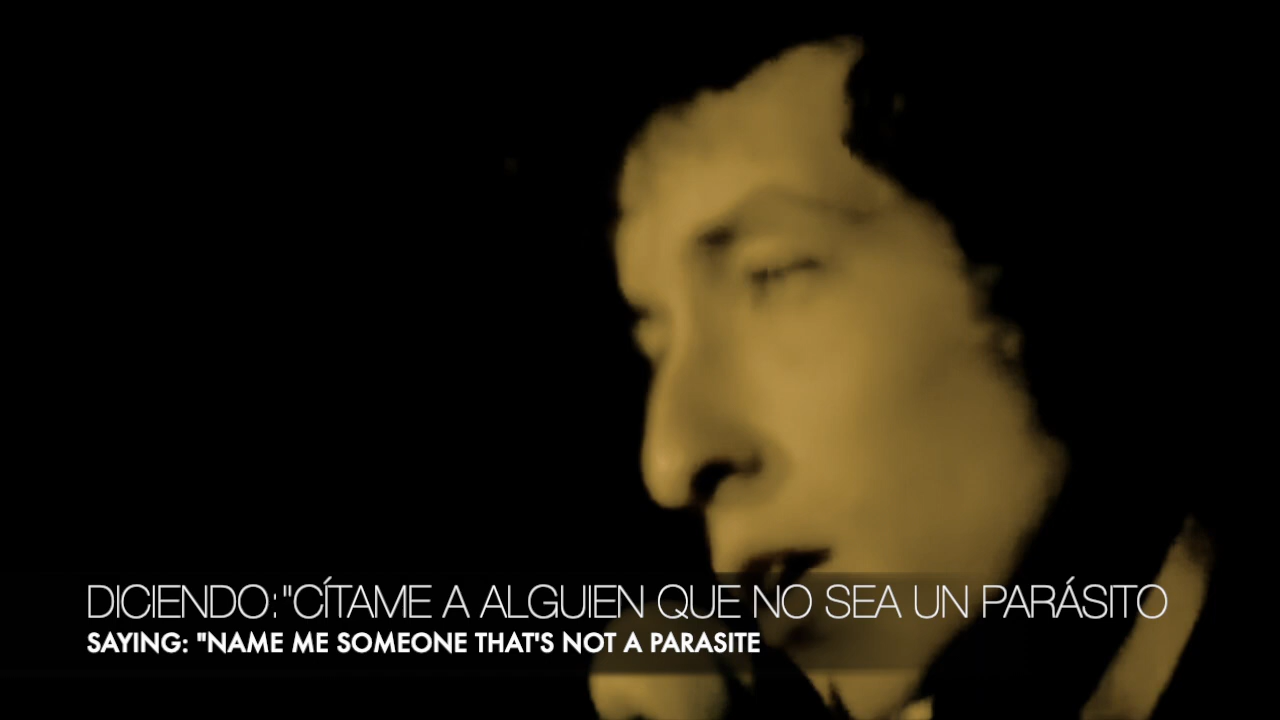 DICIENDO: "CÍTAME A ALGUIEN QUE NO SEA UN PARÁSITO
SAYING: "NAME ME SOMEONE THAT'S NOT A PARASITE